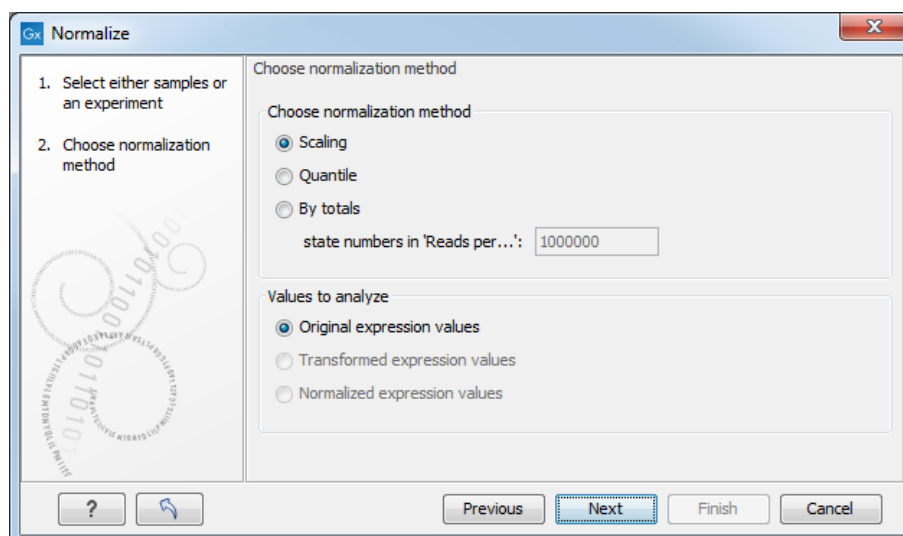 Gx Normalize
1. Select either samples or
an experiment
2. Choose normalization
method
Choose normalization method
Choose normalization method
Scaling
Quantile
By totals
state numbers in 'Reads per...': 1000000
Values to analyze
Original expression values
Transformed expression values
Normalized expression values
? Previous Next Finish Cancel